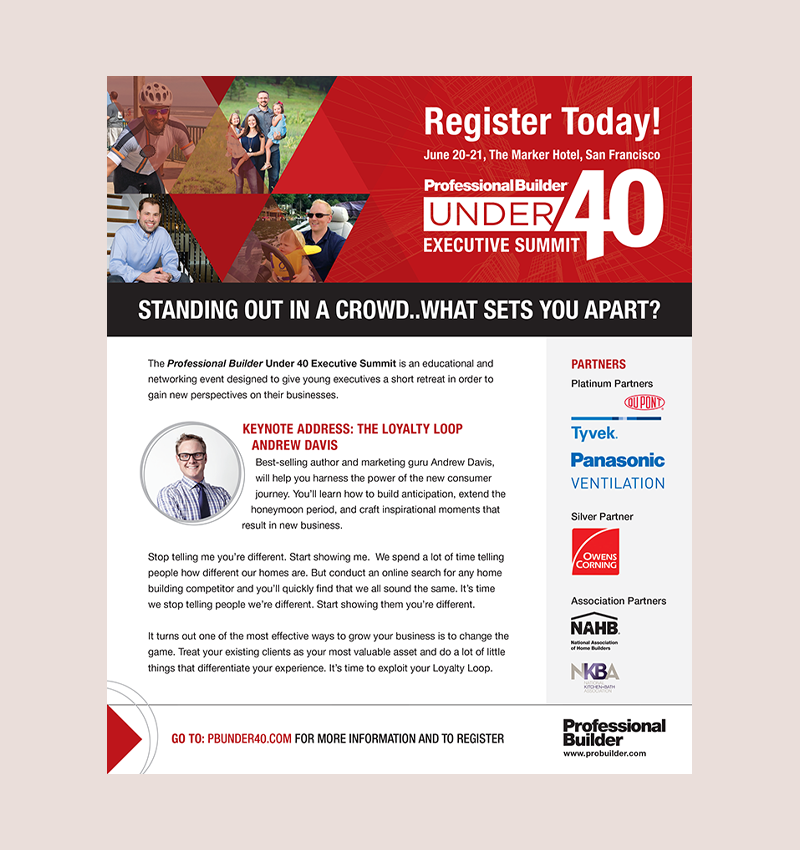 Register Today!
June 20-21, The Marker Hotel, San Francisco
Professional Builder
UNDER 40
EXECUTIVE SUMMIT
STANDING OUT IN A CROWD..WHAT SETS YOU APART?
The Professional Builder Under 40 Executive Summit is an educational and
networking event designed to give young executives a short retreat in order to
gain new perspectives on their businesses.
KEYNOTE ADDRESS: THE LOYALTY LOOP
ANDREW DAVIS
Best-selling author and marketing guru Andrew Davis,
will help you harness the power of the new consumer
journey. You'll learn how to build anticipation, extend the
honeymoon period, and craft inspirational moments that
result in new business.
Stop telling me you're different. Start showing me.  We spend a lot of time telling
people how different our homes are. But conduct an online search for any home
building competitor and you'll quickly find that we all sound the same. It's time
we stop telling people we're different. Start showing them you're different.
It turns out one of the most effective ways to grow your business is to change the
game. Treat your existing clients as your most valuable asset and do a lot of little
things that differentiate your experience. It's time to exploit your Loyalty Loop.
PARTNERS
Platinum Partners
DUPONT
Tyvek.
Panasonic
VENTILATION
Silver Partner
OWENS
CORNING
Association Partners
NAHB
National Association
of Home Builders
NKBA
NATIONAL
KITCHEN+BATH
ASSOCIATION
GO TO: PBUNDER40.COM FOR MORE INFORMATION AND TO REGISTER
Professional
Builder
www.probuilder.com